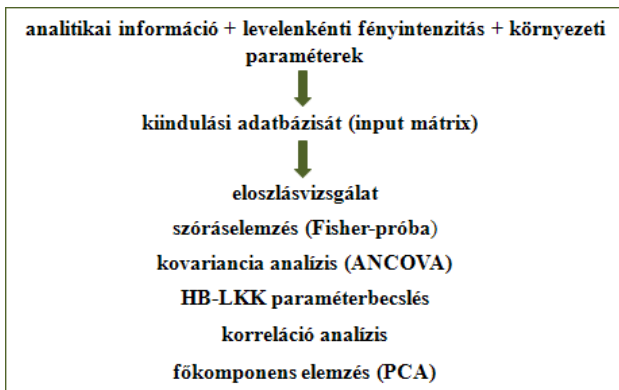 analitikai információ + levelenkénti fényintenzitás + környezeti
paraméterek
kiindulási adatbázisát (input mátrix)
eloszlásvizsgálat
szóráselemzés (Fisher-próba)
kovariancia analízis (ANCOVA)
HB-LKK paraméterbecslés
korreláció analízis
főkomponens elemzés (PCA)